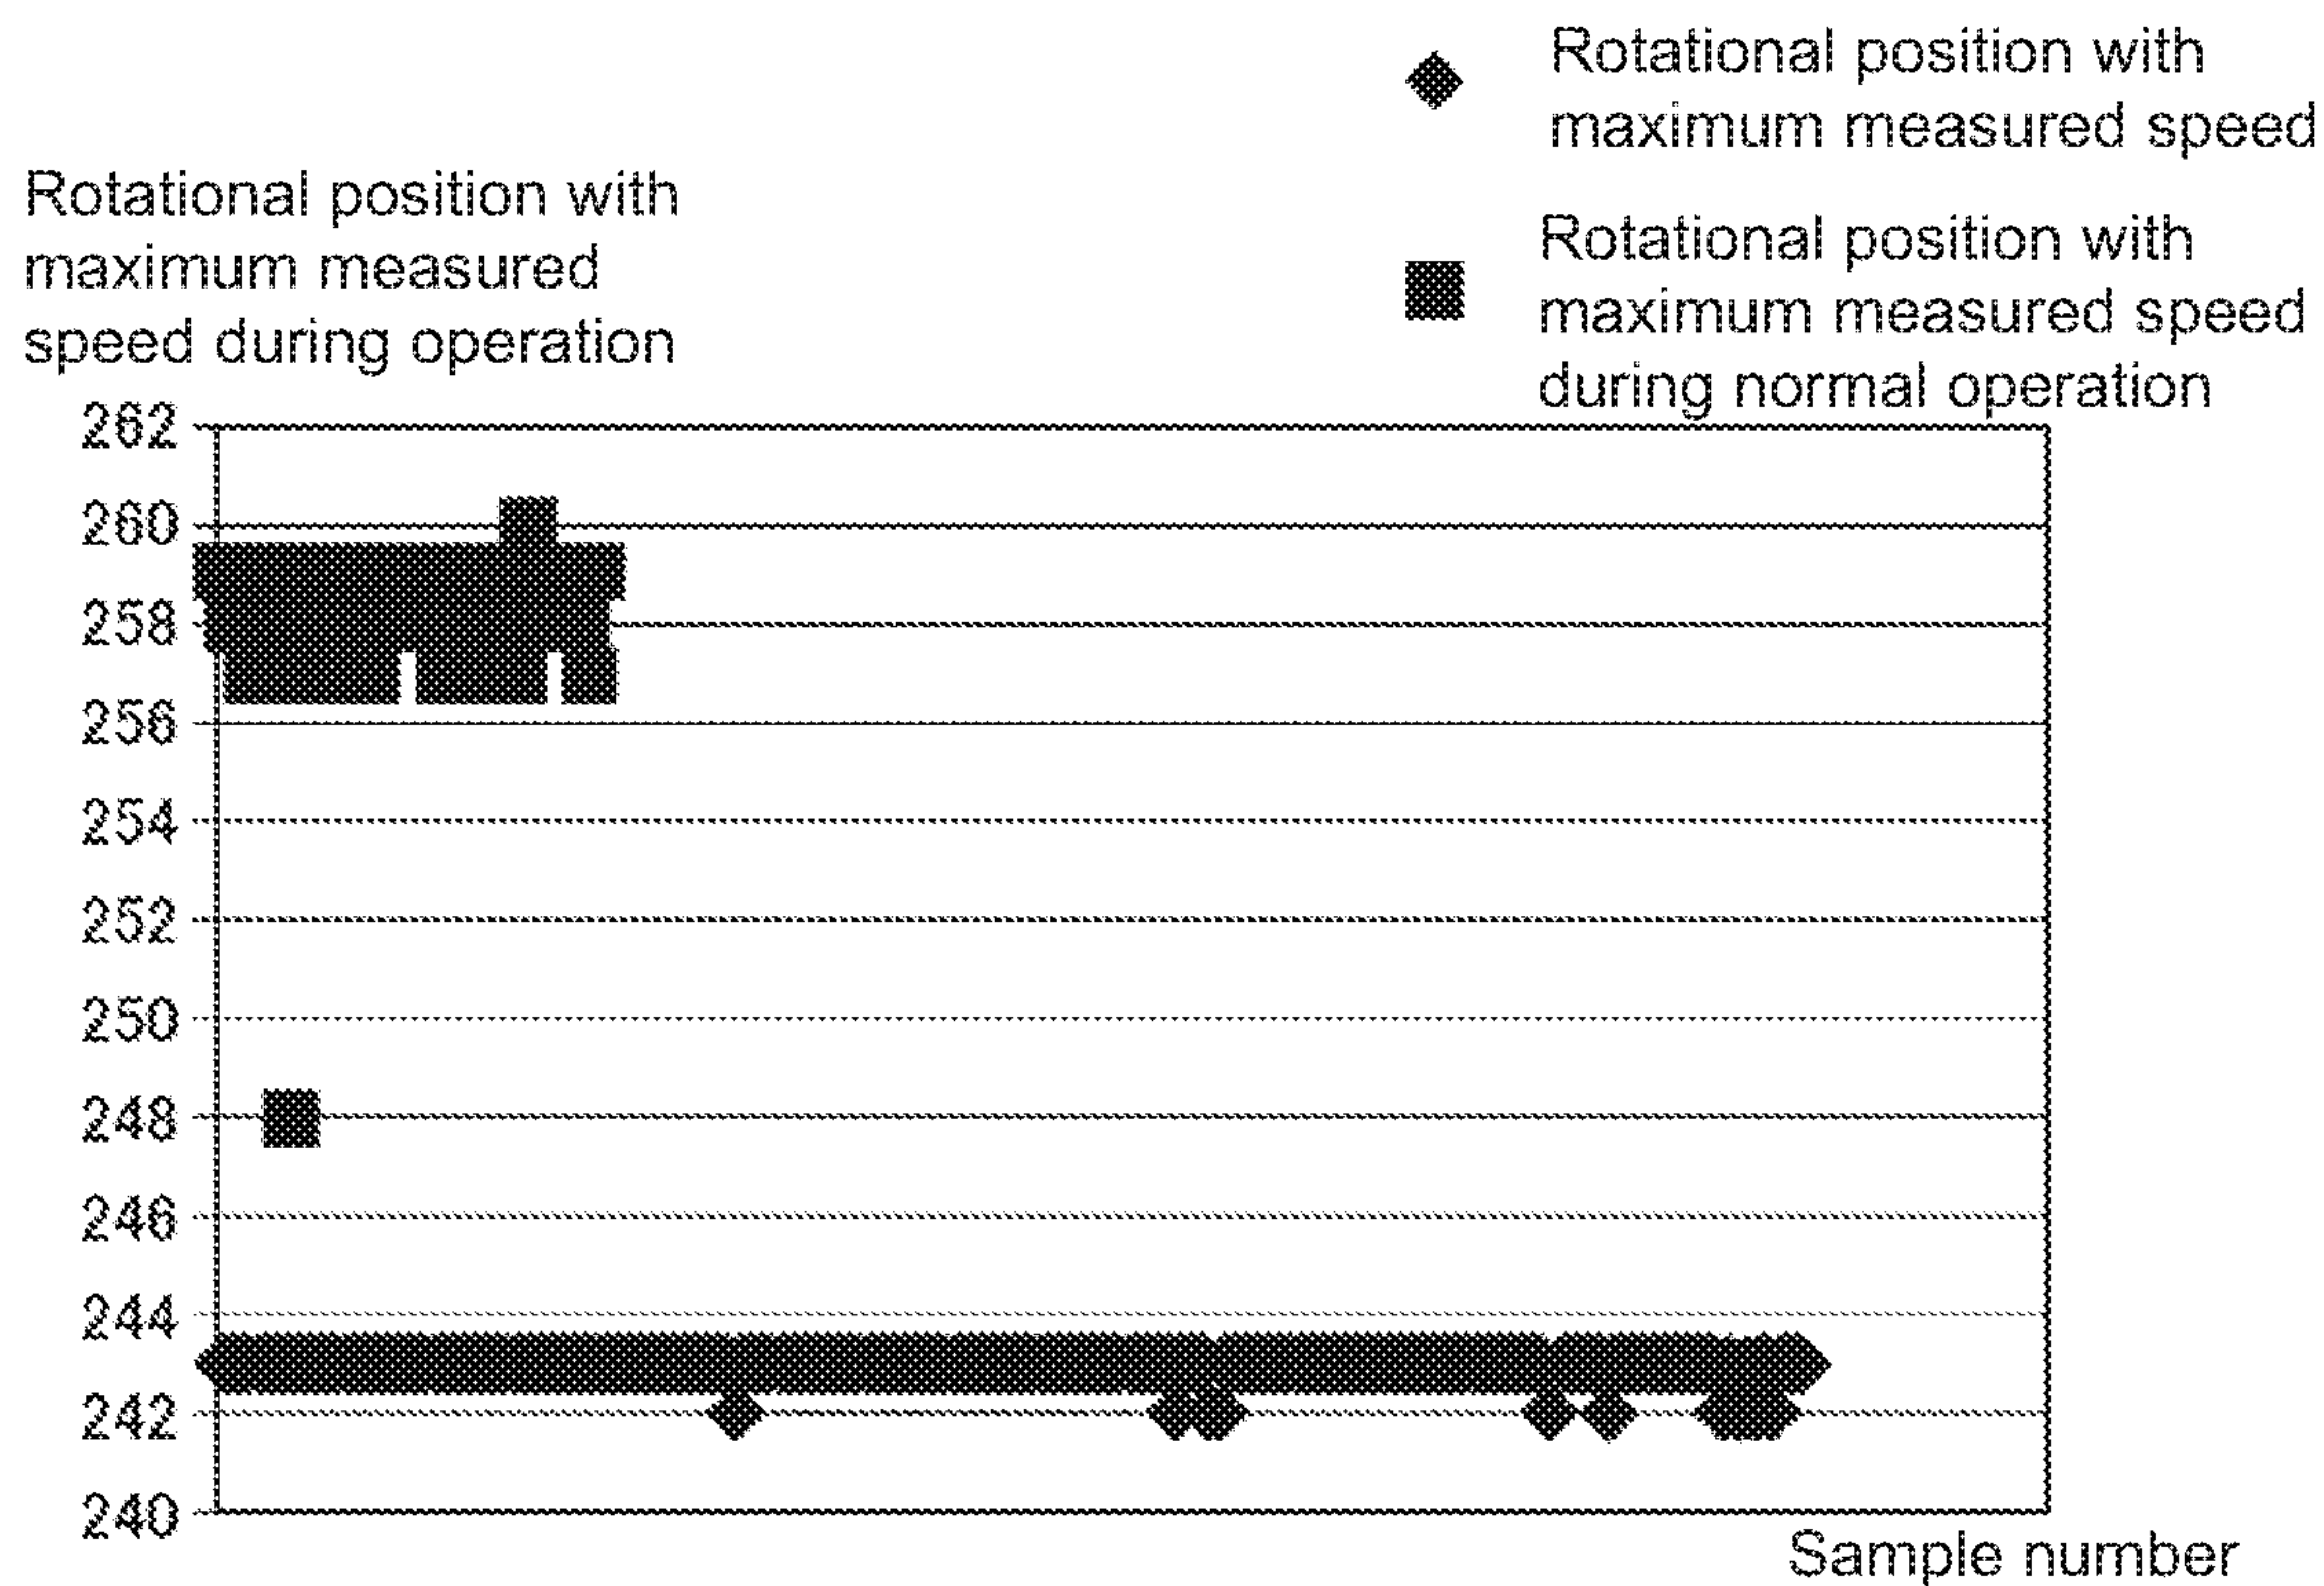 Rotational position with
maximum measured speed
Rotational position with
maximum measured
speed during operation
Rotational position with
maximum measured speed
during normal operation
262
260
258
256
254
252
250
248
246
244
242
240
Sample number